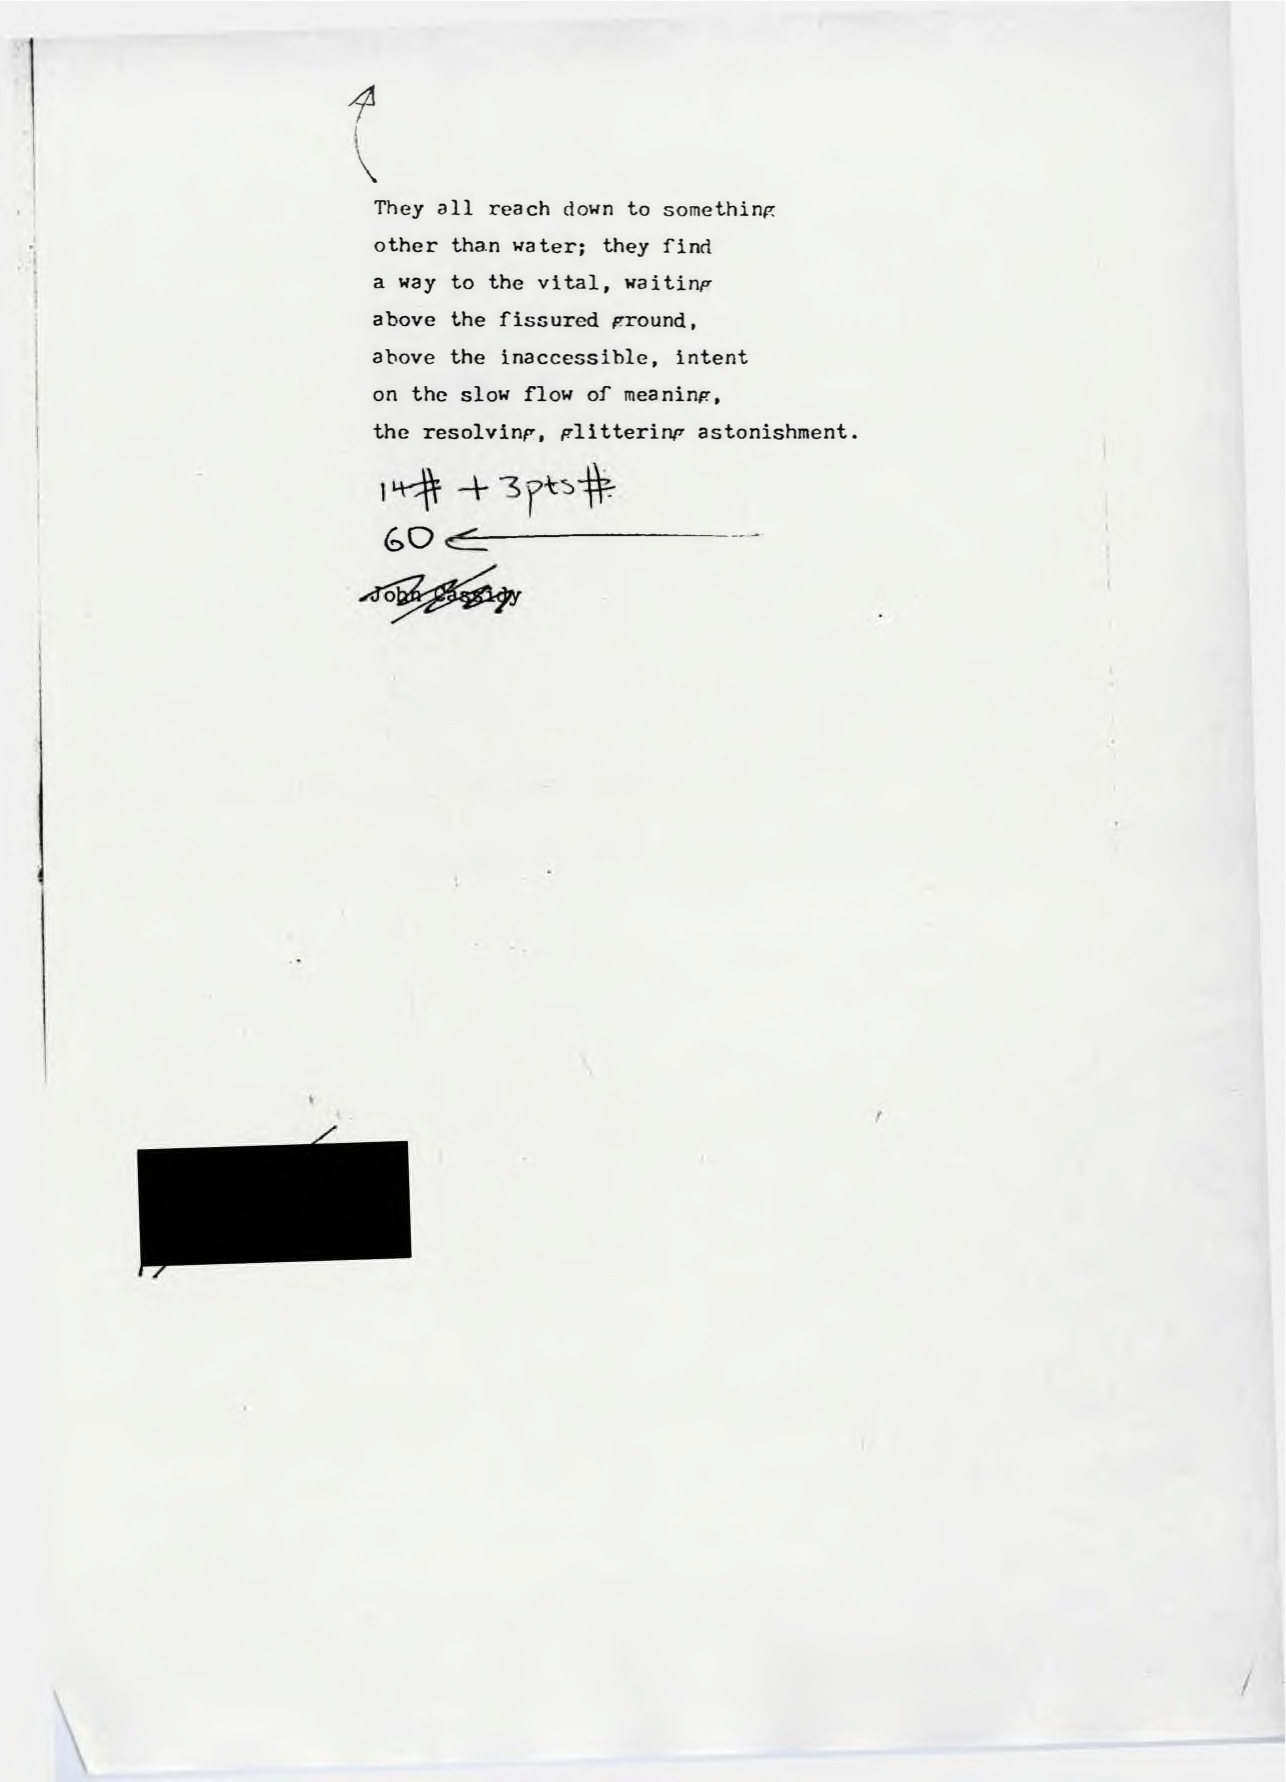 They all reach down to something
other than water; they find
a way to the vital, waiting
above the fissured ground,
above the inaccessible, intent
on the slow flow of meaning,
the resolving, glittering astonishment.
14# + 3pts#
60
John Cassidy